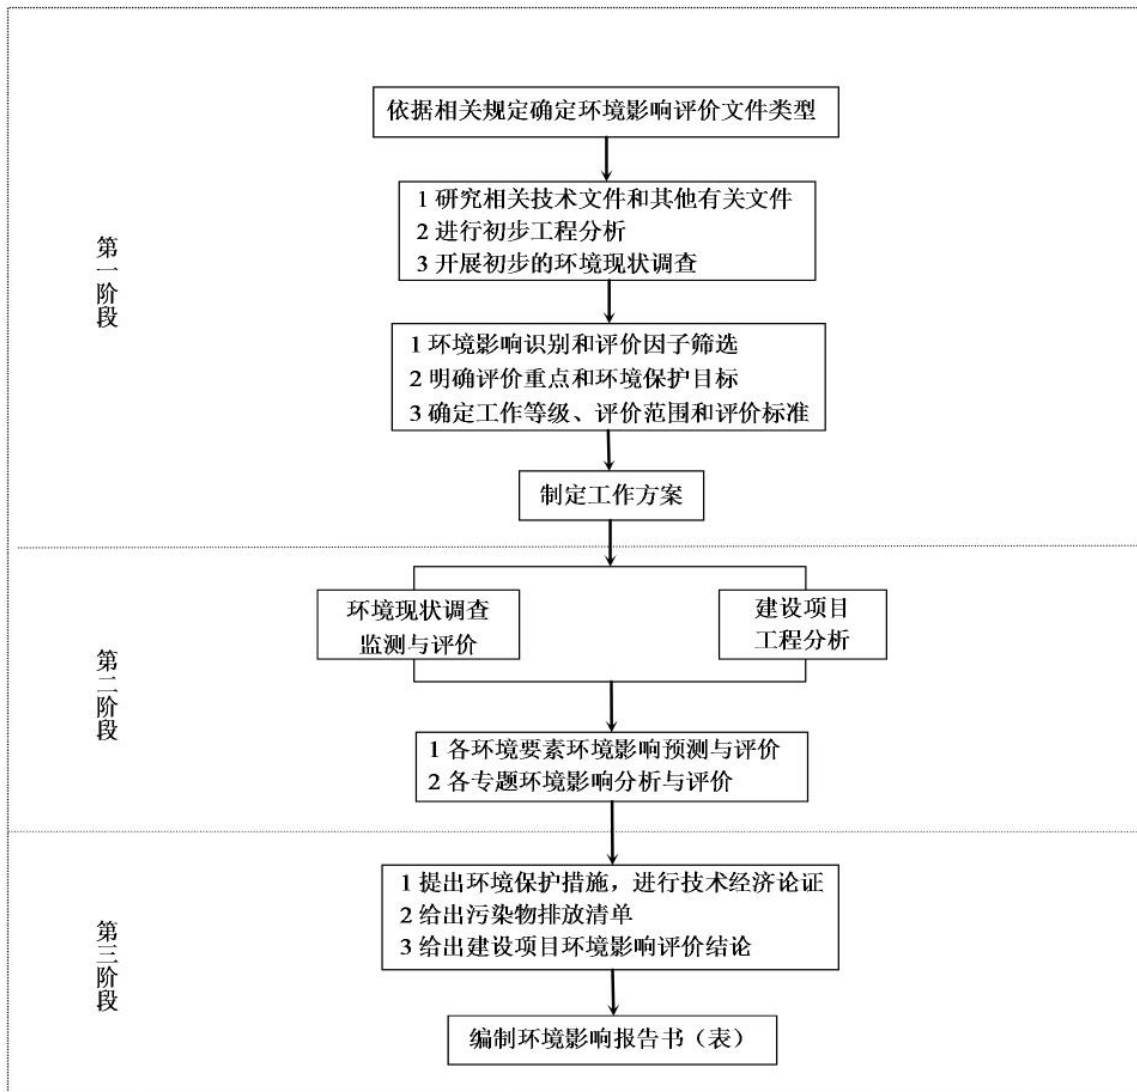 依据相关规定确定环境影响评价文件类型
1 研究相关技术文件和其他有关文件
2 进行初步工程分析
3 开展初步的环境现状调查
第一阶段
1 环境影响识别和评价因子筛选
2 明确评价重点和环境保护目标
3 确定工作等级、评价范围和评价标准
制定工作方案
环境现状调查
监测与评价
建设项目
工程分析
第二阶段
1 各环境要素环境影响预测与评价
2 各专题环境影响分析与评价
1 提出环境保护措施，进行技术经济论证
2 给出污染物排放清单
3 给出建设项目环境影响评价结论
第三阶段
编制环境影响报告书（表）